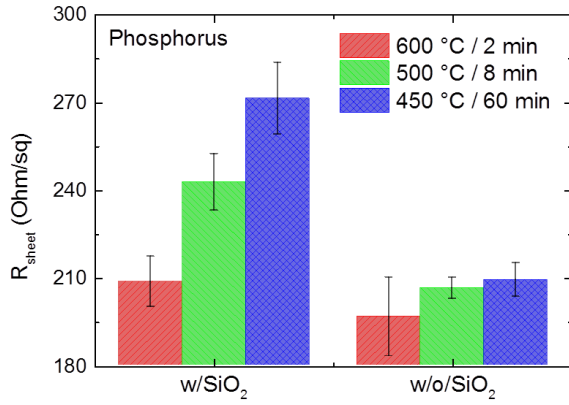 300
270
240
210
180
R_sheet (Ohm/sq)
Phosphorus
600 °C / 2 min
500 °C / 8 min
450 °C / 60 min
w/SiO₂
w/o/SiO₂